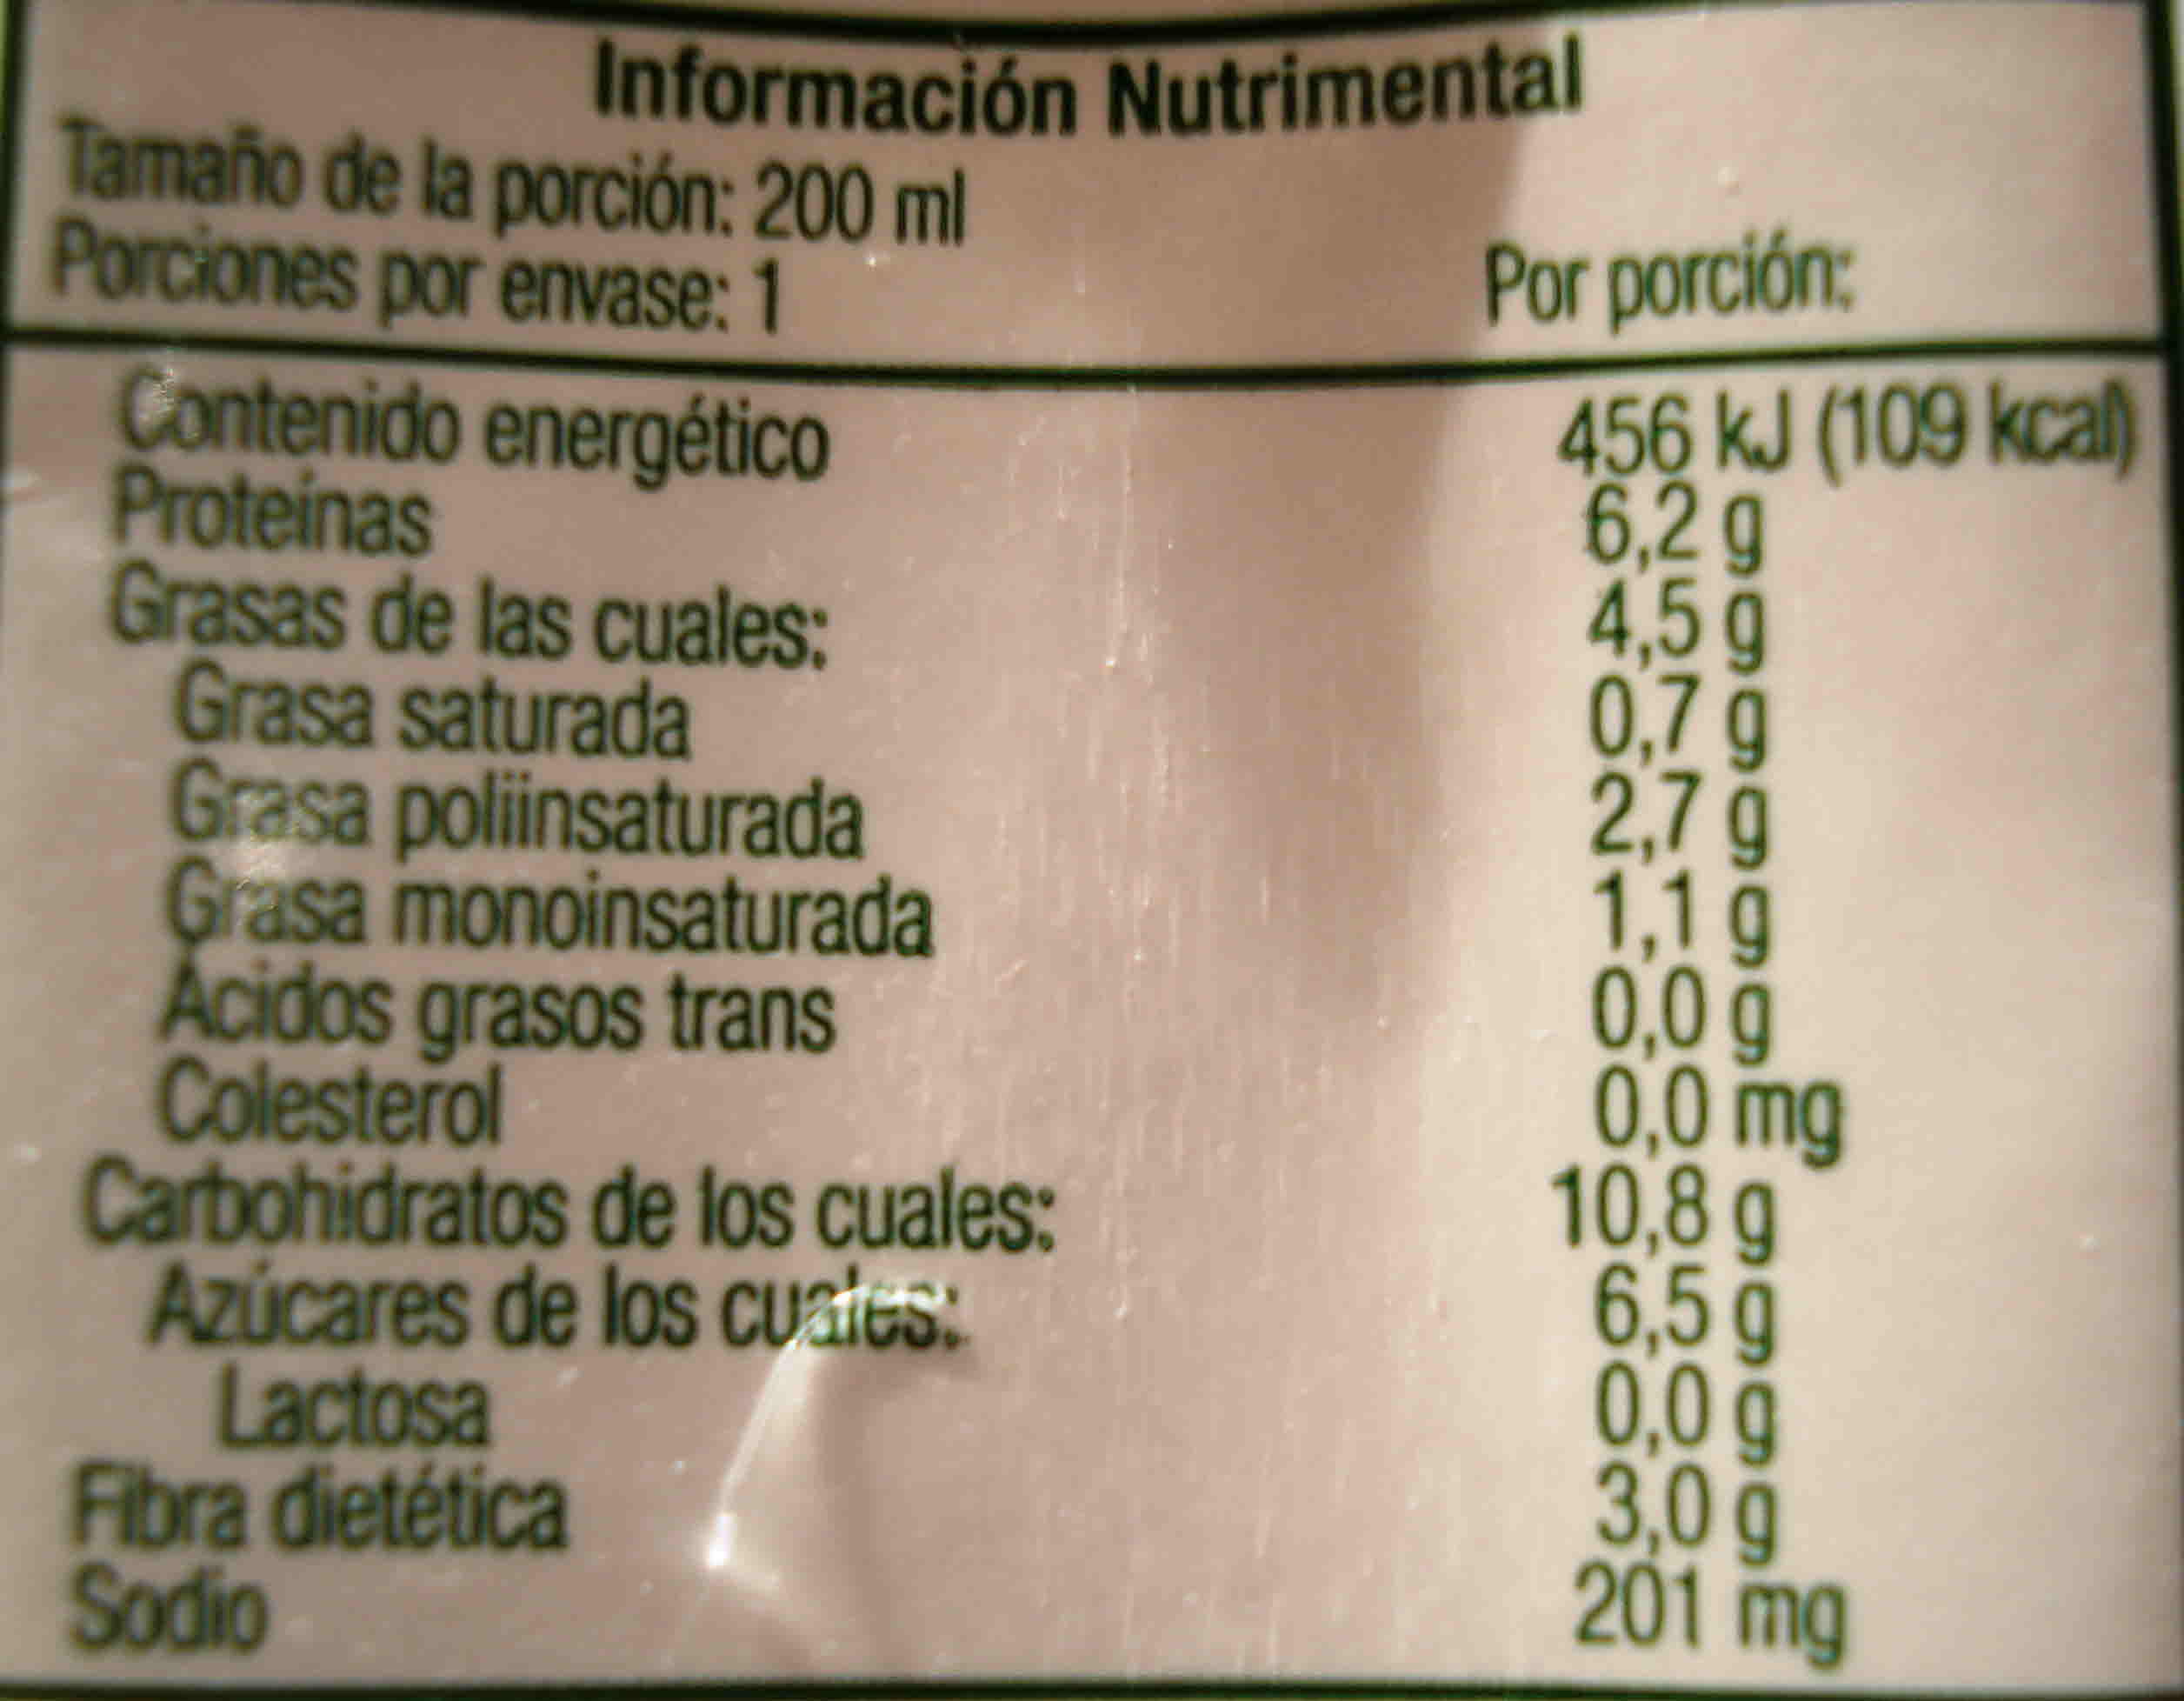 Información Nutrimental
Tamaño de la porción: 200 ml
Porciones por envase: 1
Por porción:
Contenido energético 456 kJ (109 kcal)
Proteínas 6,2 g
Grasas de las cuales: 4,5 g
Grasa saturada 0,7 g
Grasa poliinsaturada 2,7 g
Grasa monoinsaturada 1,1 g
Ácidos grasos trans 0,0 g
Colesterol 0,0 mg
Carbohidratos de los cuales: 10,8 g
Azúcares de los cuales: 6,5 g
Lactosa 0,0 g
Fibra dietética 3,0 g
Sodio 201 mg